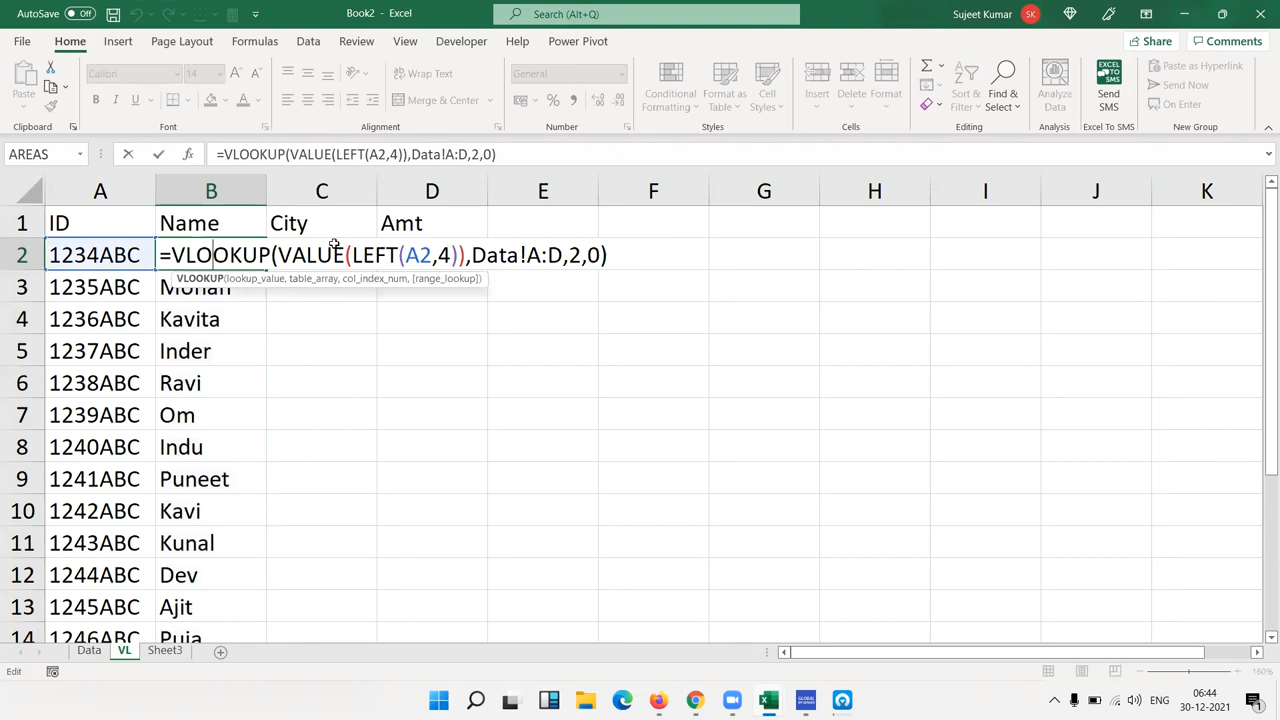 AutoSave Off
Book2 - Excel
Search (Alt+Q)
Sujeet Kumar SK
File Home Insert Draw Page Layout Formulas Data Review View Developer Help Power Pivot
Share Comments
Calibri 14
Wrap Text
General
Paste
Merge & Center
Conditional Formatting
Format as Table
Cell Styles
Insert Delete Format
Sort & Filter
Find & Select
Analyze Data
Send SMS
Paste as Hyperlink
Send Now
On Enter
Clipboard Font Alignment Number Styles Cells Editing Analysis Excel To SMS New Group
AREAS
=VLOOKUP(VALUE(LEFT(A2,4)),Data!A:D,2,0)
A B C D E F G H I J K
1 ID Name City Amt
2 1234ABC =VLOOKUP(VALUE(LEFT(A2,4)),Data!A:D,2,0)
VLOOKUP(lookup_value, table_array, col_index_num, [range_lookup])
3 1235ABC Mohan
4 1236ABC Kavita
5 1237ABC Inder
6 1238ABC Ravi
7 1239ABC Om
8 1240ABC Indu
9 1241ABC Puneet
10 1242ABC Kavi
11 1243ABC Kunal
12 1244ABC Dev
13 1245ABC Ajit
14 1246ABC Puja
Data VL Sheet3
Edit
160%
ENG
06:44
30-12-2021